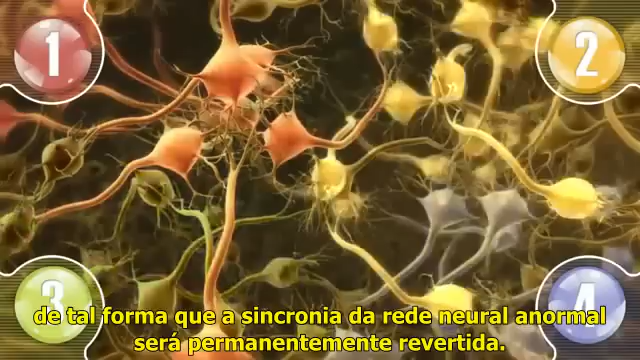 1
2
3
4
de tal forma que a sincronia da rede neural anormal
será permanentemente revertida.